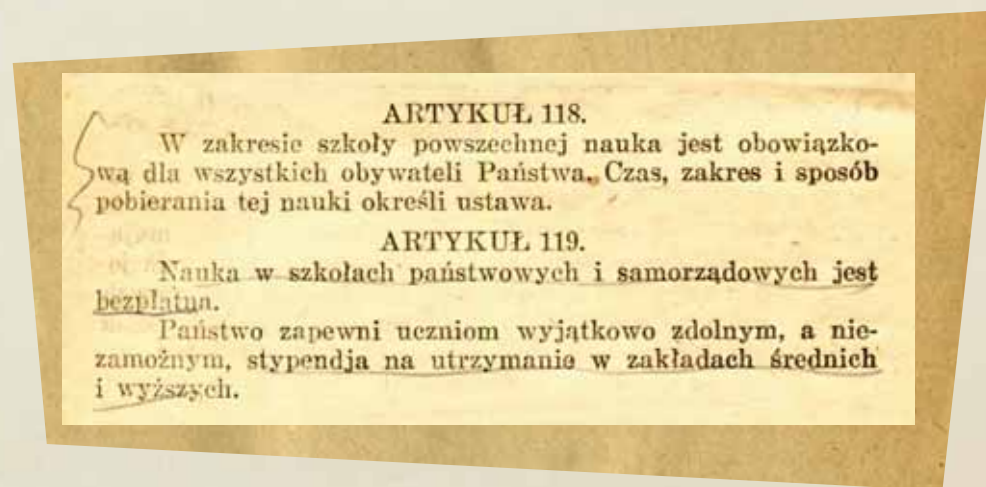 ARTYKUŁ 118.
W zakresie szkoły powszechnej nauka jest obowiązko-
wą dla wszystkich obywateli Państwa. Czas, zakres i sposób
pobierania tej nauki określi ustawa.
ARTYKUŁ 119.
Nauka w szkołach państwowych i samorządowych jest
bezpłatna.
Państwo zapewni uczniom wyjątkowo zdolnym, a nie-
zamożnym, stypendja na utrzymanie w zakładach średnich
i wyższych.